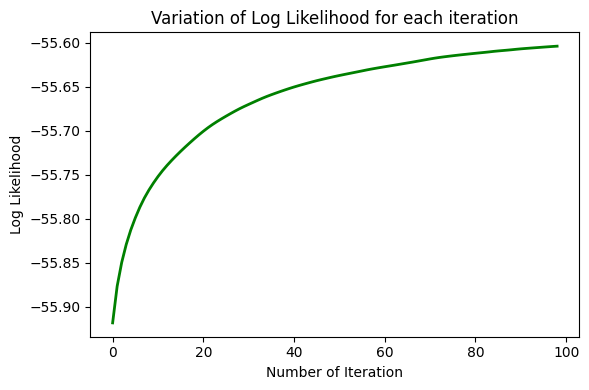 Variation of Log Likelihood for each iteration
−55.60
−55.65
−55.70
−55.75
−55.80
−55.85
−55.90
Log Likelihood
0 20 40 60 80 100
Number of Iteration